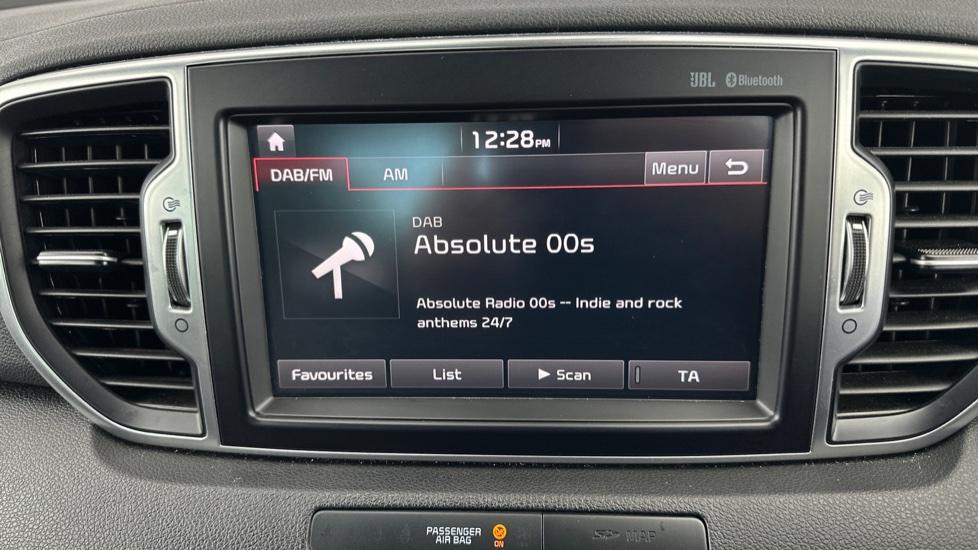 JBL Bluetooth
12:28PM
DAB/FM AM Menu
DAB
Absolute 00s
Absolute Radio 00s -- Indie and rock
anthems 24/7
Favourites List Scan TA
PASSENGER
AIR BAG ON
SD MAP